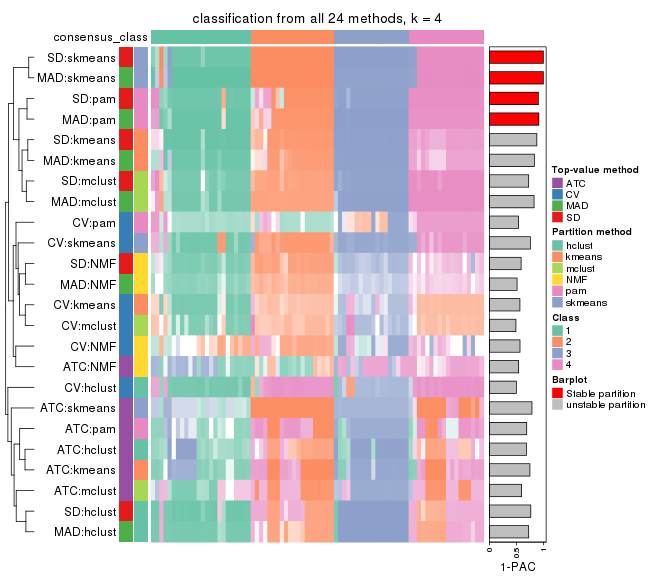 classification from all 24 methods, k = 4
consensus_class
SD:skmeans
MAD:skmeans
SD:pam
MAD:pam
SD:kmeans
MAD:kmeans
SD:mclust
MAD:mclust
CV:pam
CV:skmeans
SD:NMF
MAD:NMF
CV:kmeans
CV:mclust
CV:NMF
ATC:NMF
CV:hclust
ATC:skmeans
ATC:pam
ATC:hclust
ATC:kmeans
ATC:mclust
SD:hclust
MAD:hclust
0
0.5
1
1-PAC
Top-value method
ATC
CV
MAD
SD
Partition method
hclust
kmeans
mclust
NMF
pam
skmeans
Class
1
2
3
4
Barplot
Stable partition
unstable partition